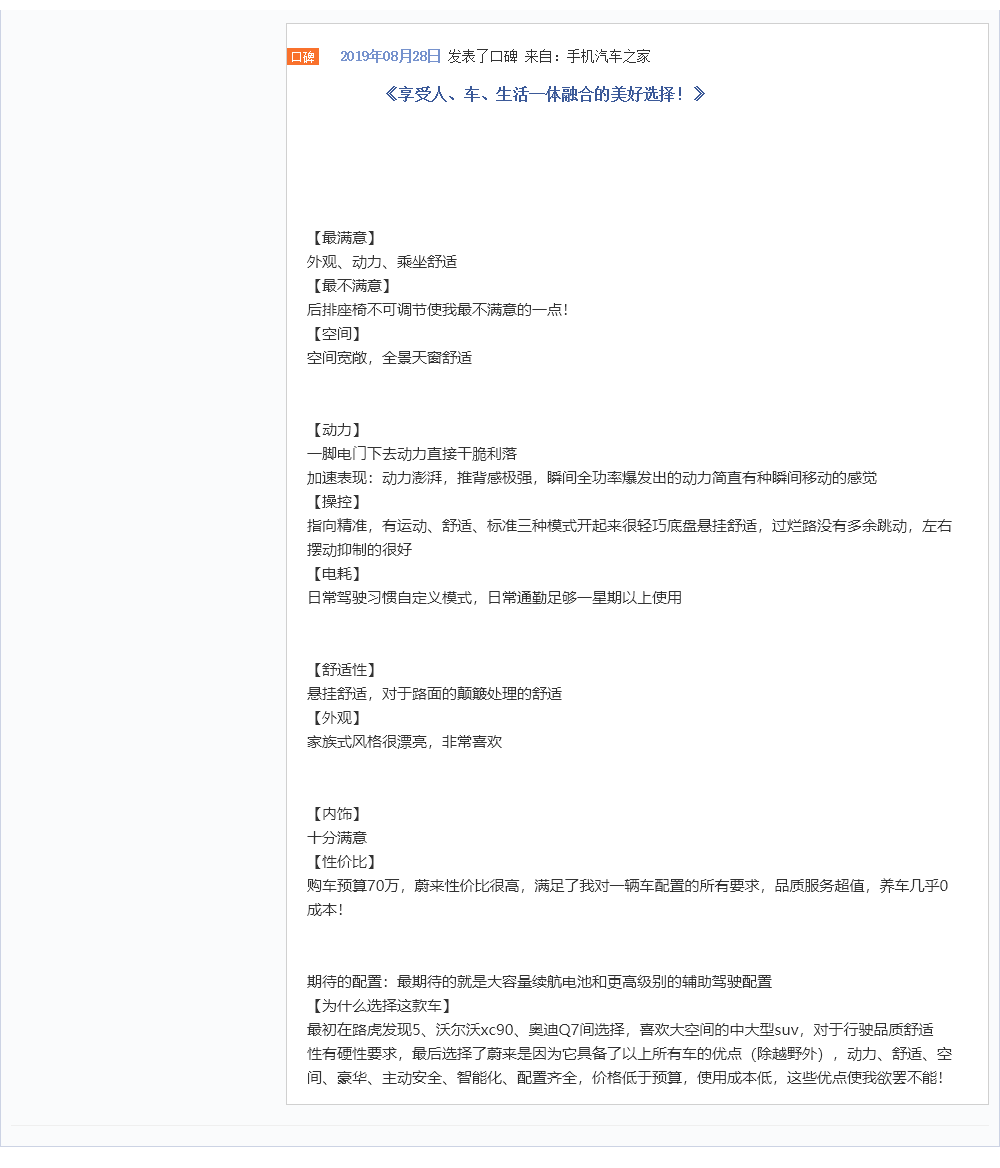 口碑 2019年08月28日 发表了口碑 来自：手机汽车之家
《享受人、车、生活一体融合的美好选择！》
【最满意】
外观、动力、乘坐舒适
【最不满意】
后排座椅不可调节使我最不满意的一点！
【空间】
空间宽敞，全景天窗舒适
【动力】
一脚电门下去动力直接干脆利落
加速表现：动力澎湃，推背感极强，瞬间全功率爆发出的动力简直有种瞬间移动的感觉
【操控】
指向精准，有运动、舒适、标准三种模式开起来很轻巧底盘悬挂舒适，过烂路没有多余跳动，左右
摆动抑制的很好
【电耗】
日常驾驶习惯自定义模式，日常通勤足够一星期以上使用
【舒适性】
悬挂舒适，对于路面的颠簸处理的舒适
【外观】
家族式风格很漂亮，非常喜欢
【内饰】
十分满意
【性价比】
购车预算70万，蔚来性价比很高，满足了我对一辆车配置的所有要求，品质服务超值，养车几乎0
成本！
期待的配置：最期待的就是大容量续航电池和更高级别的辅助驾驶配置
【为什么选择这款车】
最初在路虎发现5、沃尔沃xc90、奥迪Q7间选择，喜欢大空间的中大型suv，对于行驶品质舒适
性有硬性要求，最后选择了蔚来是因为它具备了以上所有车的优点（除越野外），动力、舒适、空
间、豪华、主动安全、智能化、配置齐全，价格低于预算，使用成本低，这些优点使我欲罢不能！